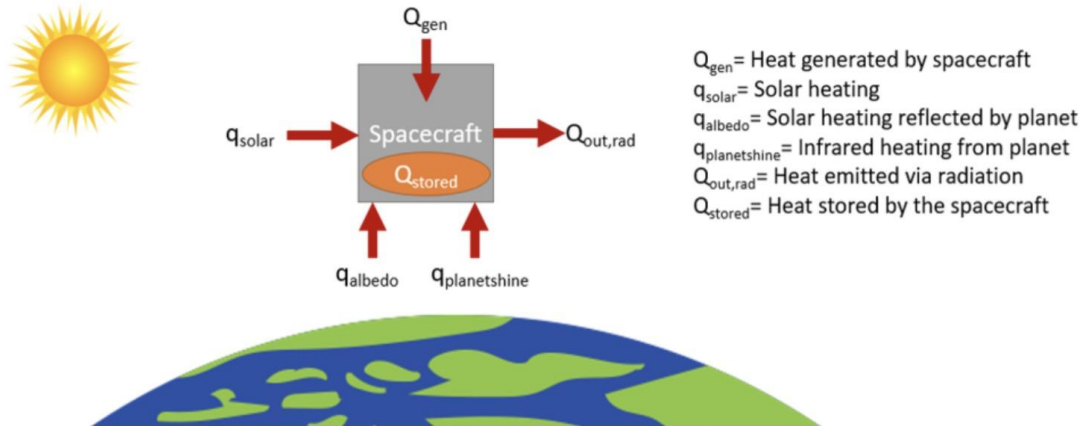 Qgen
qsolar
Spacecraft
Qout,rad
Qstored
qalbedo
qplanetshine
Qgen= Heat generated by spacecraft
qsolar= Solar heating
qalbedo= Solar heating reflected by planet
qplanetshine= Infrared heating from planet
Qout,rad= Heat emitted via radiation
Qstored= Heat stored by the spacecraft